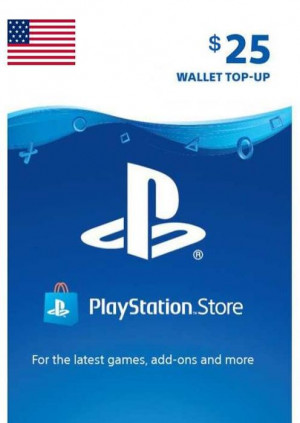 $25
WALLET TOP-UP
®
PlayStation.Store
For the latest games, add-ons and more